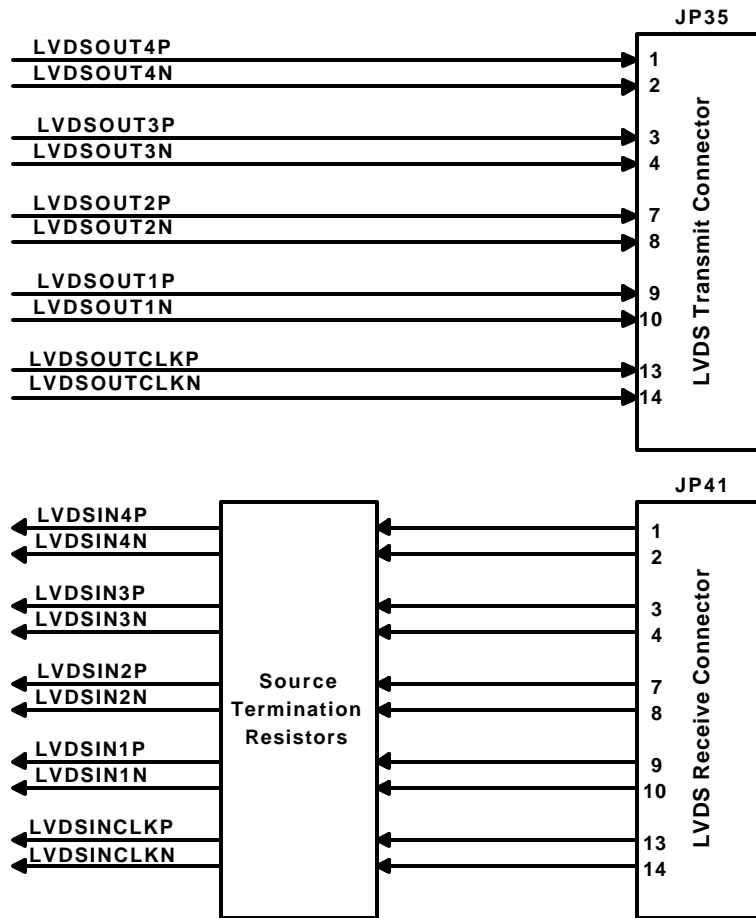 JP35
LVDSOUT4P
1
LVDSOUT4N
2
LVDSOUT3P
3
LVDSOUT3N
4
LVDSOUT2P
7
LVDSOUT2N
8
LVDSOUT1P
9
LVDSOUT1N
10
LVDSOUTCLKP
13
LVDSOUTCLKN
14
LVDS Transmit Connector
JP41
LVDSIN4P
1
LVDSIN4N
2
LVDSIN3P
3
LVDSIN3N
4
LVDSIN2P
7
LVDSIN2N
8
LVDSIN1P
9
LVDSIN1N
10
LVDSINCLKP
13
LVDSINCLKN
14
Source
Termination
Resistors
LVDS Receive Connector